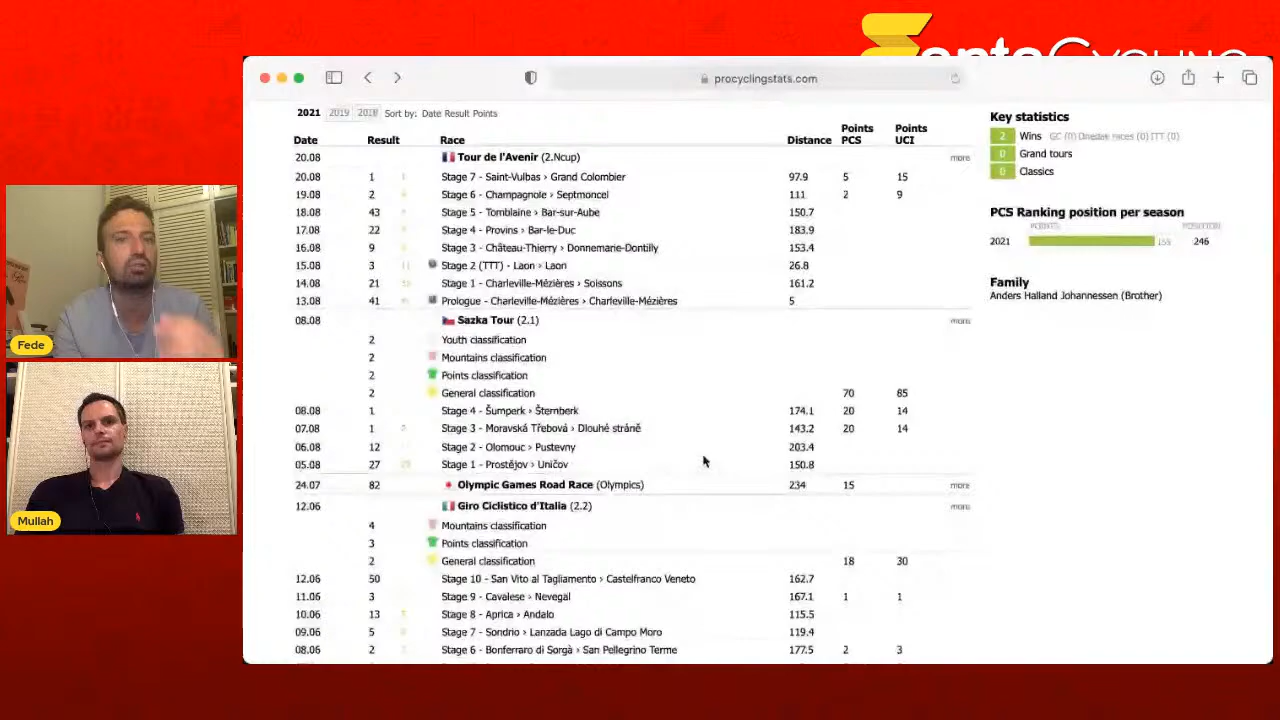 procyclingstats.com
2021 2019 2018 Sort by: Date Result Points
Date Result Race Distance Points PCS Points UCI
20.08 Tour de l'Avenir (2.Ncup) more
20.08 1 Stage 7 - Saint-Vulbas › Grand Colombier 97.9 5 15
19.08 2 Stage 6 - Champagnole › Septmoncel 111 2 9
18.08 43 Stage 5 - Tomblaine › Bar-sur-Aube 150.7
17.08 22 Stage 4 - Provins › Bar-le-Duc 183.9
16.08 9 Stage 3 - Château-Thierry › Donnemarie-Dontilly 153.4
15.08 3 Stage 2 (TTT) - Laon › Laon 26.8
14.08 21 Stage 1 - Charleville-Mézières › Soissons 161.2
13.08 41 Prologue - Charleville-Mézières › Charleville-Mézières 5
08.08 Sazka Tour (2.1) more
2 Youth classification
2 Mountains classification
2 Points classification
2 General classification 70 85
08.08 1 Stage 4 - Šumperk › Šternberk 174.1 20 14
07.08 1 Stage 3 - Moravská Třebová › Dlouhé stráně 143.2 20 14
06.08 12 Stage 2 - Olomouc › Pustevny 203.4
05.08 27 Stage 1 - Prostějov › Uničov 150.8
24.07 82 Olympic Games Road Race (Olympics) 234 15 more
12.06 Giro Ciclistico d'Italia (2.2) more
4 Mountains classification
3 Points classification
2 General classification 18 30
12.06 50 Stage 10 - San Vito al Tagliamento › Castelfranco Veneto 162.7
11.06 3 Stage 9 - Cavalese › Nevegal 167.1 1 1
10.06 13 Stage 8 - Aprica › Andalo 115.5
09.06 5 Stage 7 - Sondrio › Lanzada Lago di Campo Moro 119.4
08.06 2 Stage 6 - Bonferraro di Sorgà › San Pellegrino Terme 177.5 2 3
Key statistics
2 Wins GC (0) Oneday races (0) ITT (0)
0 Grand tours
0 Classics
PCS Ranking position per season
POINTS POSITION
2021 246
Family
Anders Halland Johannessen (Brother)
Fede
Mullah